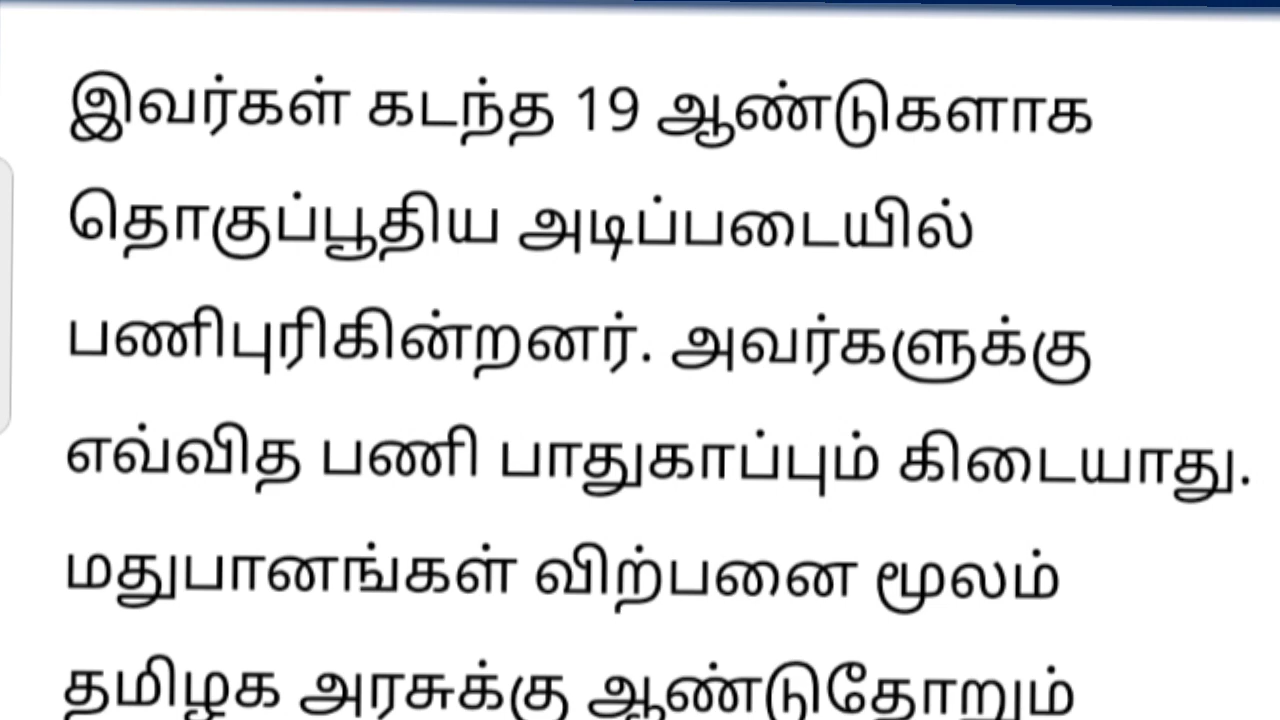 இவர்கள் கடந்த 19 ஆண்டுகளாக
தொகுப்பூதிய அடிப்படையில்
பணிபுரிகின்றனர். அவர்களுக்கு
எவ்வித பணி பாதுகாப்பும் கிடையாது.
மதுபானங்கள் விற்பனை மூலம்
தமிழக அரசுக்கு ஆண்டுதோறும்